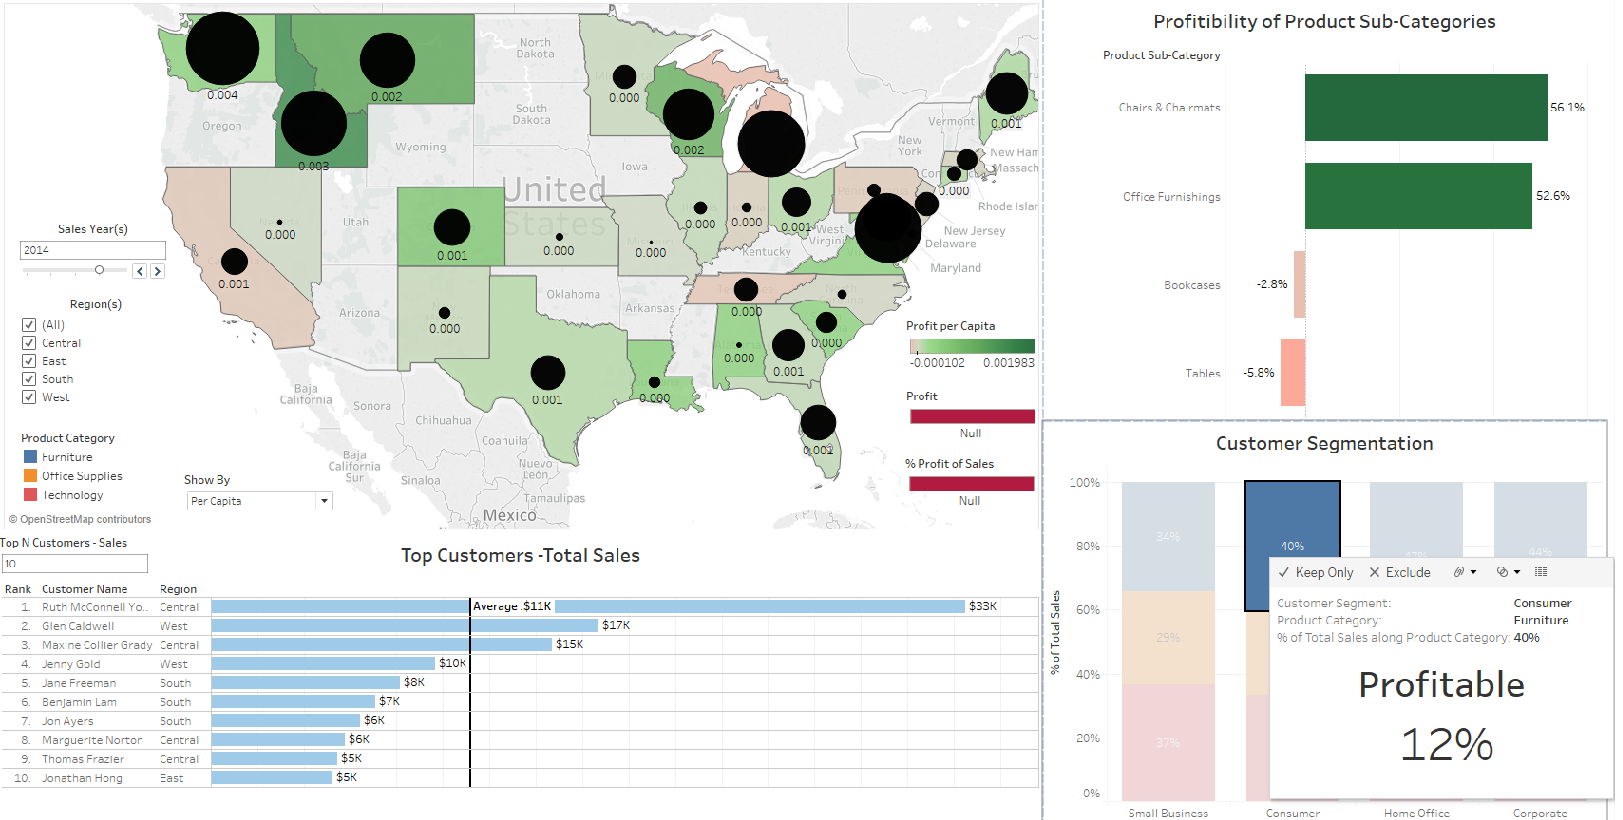 North
Dakota
0.004
0.002
0.000
Oregon
South
Dakota
Vermont
0.001
Wyoming
0.002
New
York
New Ham
0.003
Iowa
Massach
United
States
0.000
Rhode Islan
Utah
0.000
0.000
0.000
0.001
West
Virginia
New Jersey
Delaware
Sales Year(s)
2014
0.001
0.000
0.000
Kentucky
Maryland
0.001
Oklahoma
Arkansas
0.000
Region(s)
(All)
Central
East
South
West
Arizona
0.000
0.000
0.000
0.001
0.001
0.000
0.001
Baja
California
Sonora
Chihuahua
Coahuila
Product Category
Furniture
Office Supplies
Technology
Baja
California
Sur
Sinaloa
Nuevo
León
Tamaulipas
Mexico
Show By
Per Capita
© OpenStreetMap contributors
Profit per Capita
-0.000102 0.001983
Profit
Null
% Profit of Sales
Null
Profitibility of Product Sub-Categories
Product Sub-Category
Chairs & Chairmats 56.1%
Office Furnishings 52.6%
Bookcases -2.8%
Tables -5.8%
Top N Customers - Sales
10
Top Customers -Total Sales
Rank Customer Name Region
1. Ruth McConnell Yo.. Central Average :$11K $33K
2. Glen Caldwell West $17K
3. Maxine Collier Grady Central $15K
4. Jenny Gold West $10K
5. Jane Freeman South $8K
6. Benjamin Lam South $7K
7. Jon Ayers South $6K
8. Marguerite Norton Central $6K
9. Thomas Frazier Central $5K
10. Jonathan Hong East $5K
Customer Segmentation
% of Total Sales
100%
80%
60%
40%
20%
0%
34%
29%
37%
40%
44%
Keep Only Exclude
Customer Segment: Consumer
Product Category: Furniture
% of Total Sales along Product Category: 40%
Profitable
12%
Small Business Consumer Home Office Corporate